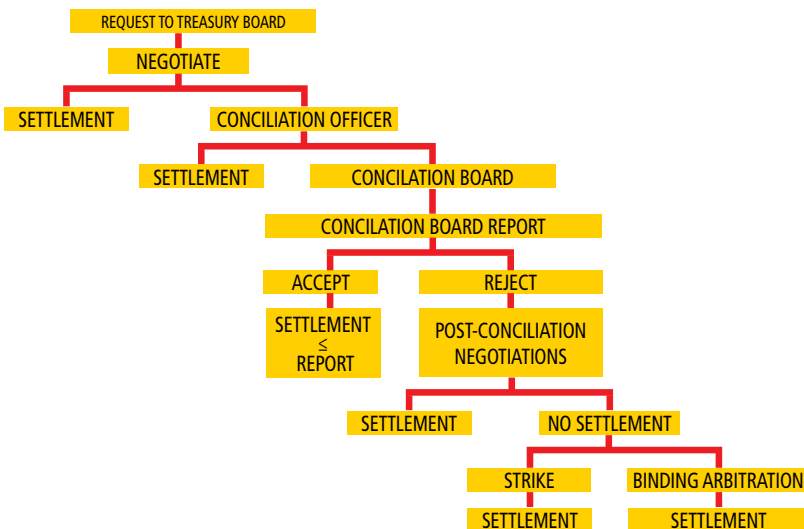 REQUEST TO TREASURY BOARD
NEGOTIATE
SETTLEMENT
CONCILIATION OFFICER
SETTLEMENT
CONCILATION BOARD
CONCILATION BOARD REPORT
ACCEPT
REJECT
SETTLEMENT
≤
REPORT
POST-CONCILIATION
NEGOTIATIONS
SETTLEMENT
NO SETTLEMENT
STRIKE
BINDING ARBITRATION
SETTLEMENT
SETTLEMENT